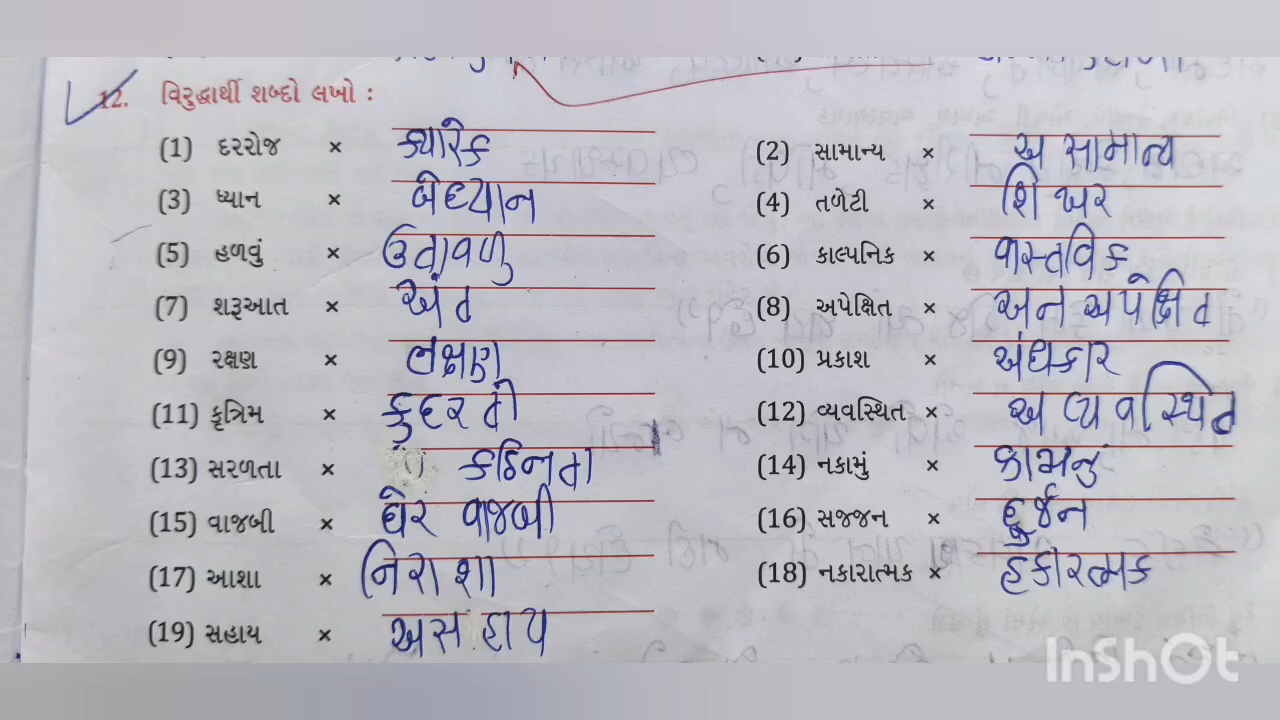 12. વિરુદ્ધાર્થી શબ્દો લખો :
(1) દરરોજ × ક્યારેક (2) સામાન્ય × અસામાન્ય
(3) ધ્યાન × બેધ્યાન (4) તળેટી × શિખર
(5) હળવું × ઉતાવળુ (6) કાલ્પનિક × વાસ્તવિક
(7) શરૂઆત × અંત (8) અપેક્ષિત × અનઅપેક્ષિત
(9) રક્ષણ × ભક્ષણ (10) પ્રકાશ × અંધકાર
(11) કૃત્રિમ × કુદરતી (12) વ્યવસ્થિત × અવ્યવસ્થિત
(13) સરળતા × કઠિનતા (14) નકામું × કામનું
(15) વાજબી × ઘેર વાજબી (16) સજ્જન × દુર્જન
(17) આશા × નિરાશા (18) નકારાત્મક × હકારત્મક
(19) સહાય × અસહાય
InShOt